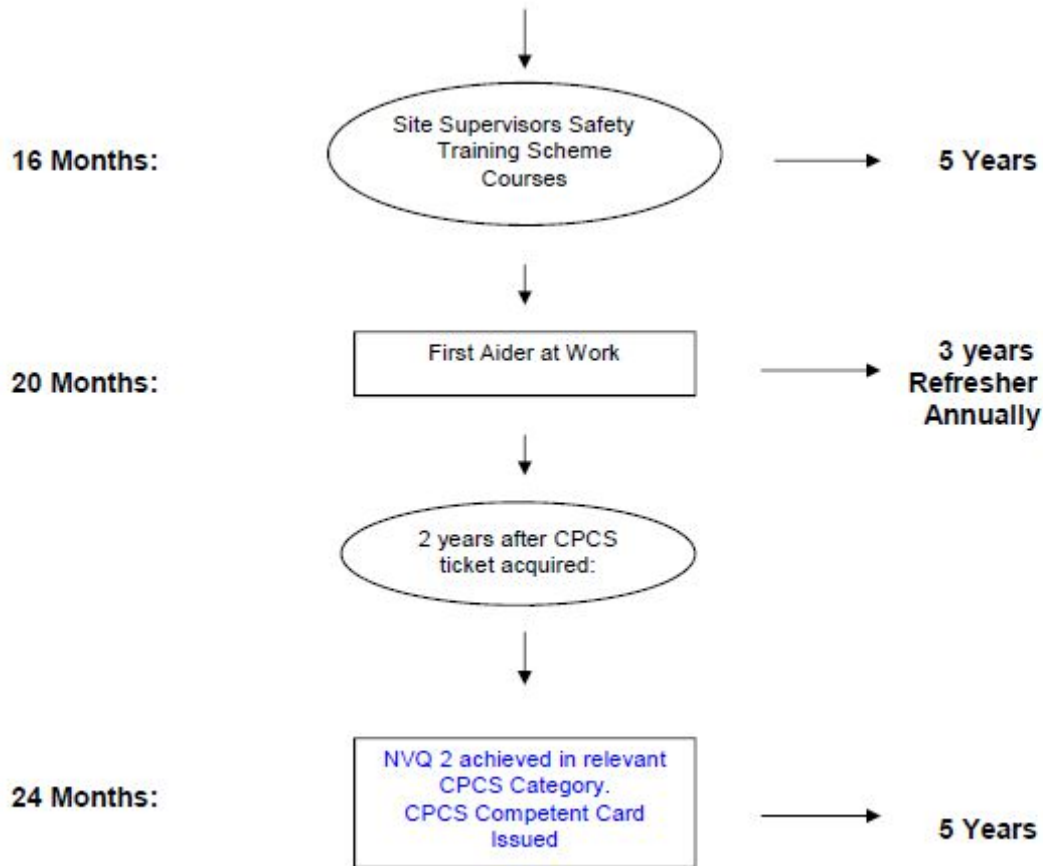 Site Supervisors Safety
Training Scheme
Courses
16 Months:
5 Years
First Aider at Work
20 Months:
3 years
Refresher
Annually
2 years after CPCS
ticket acquired:
NVQ 2 achieved in relevant
CPCS Category.
CPCS Competent Card
Issued
24 Months:
5 Years